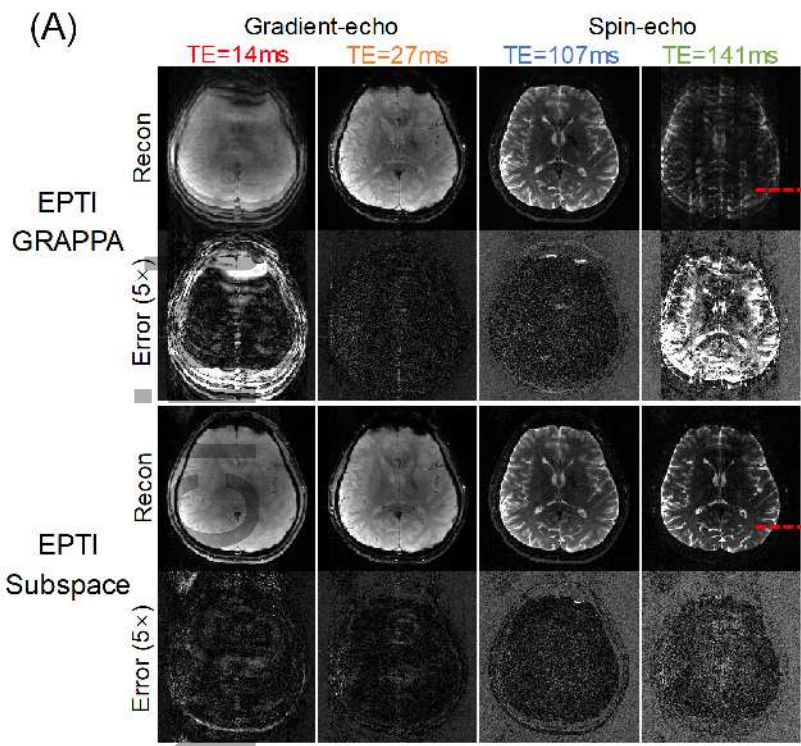 (A)
Gradient-echo
Spin-echo
TE=14ms
TE=27ms
TE=107ms
TE=141ms
Recon
EPTI
GRAPPA
Error (5×)
Recon
EPTI
Subspace
Error (5×)